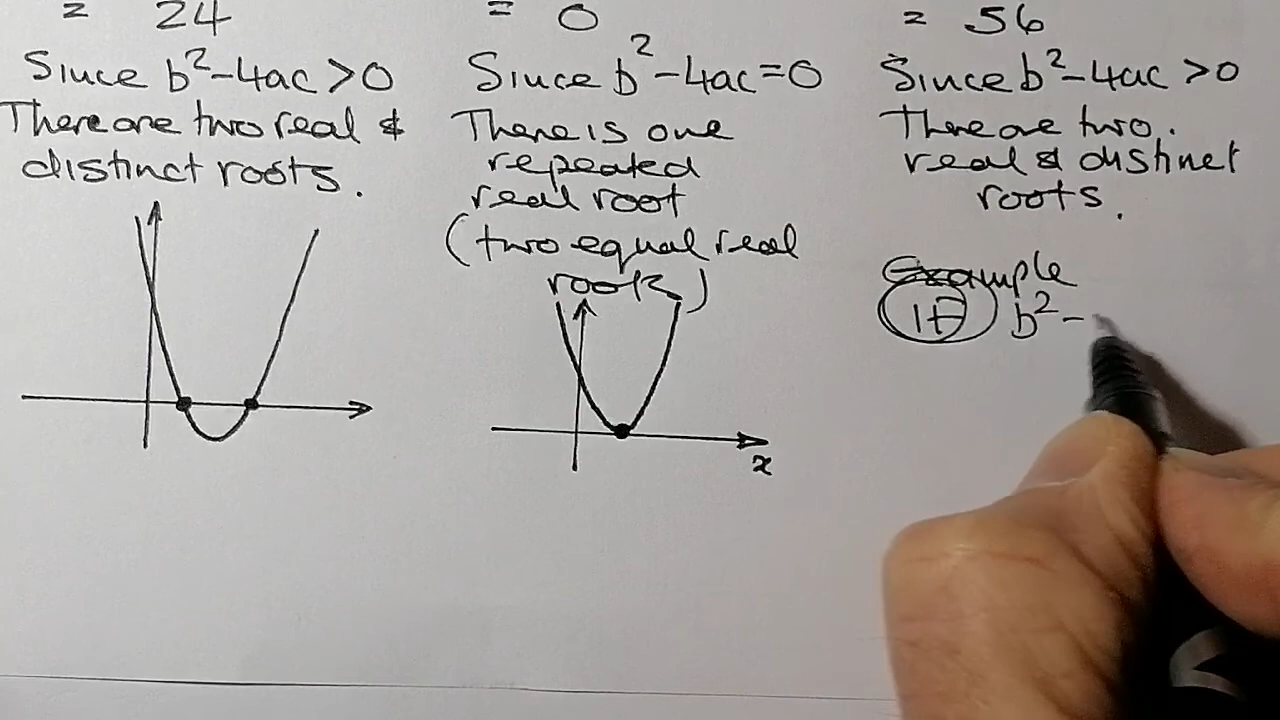 = 24
Since b²-4ac>0
There are two real &
distinct roots.
= 0
Since b²-4ac=0
There is one
repeated
real root
(two equal real
roots)
x
= 56
Since b²-4ac>0
There are two.
real & distinct
roots.
Example
If b²-